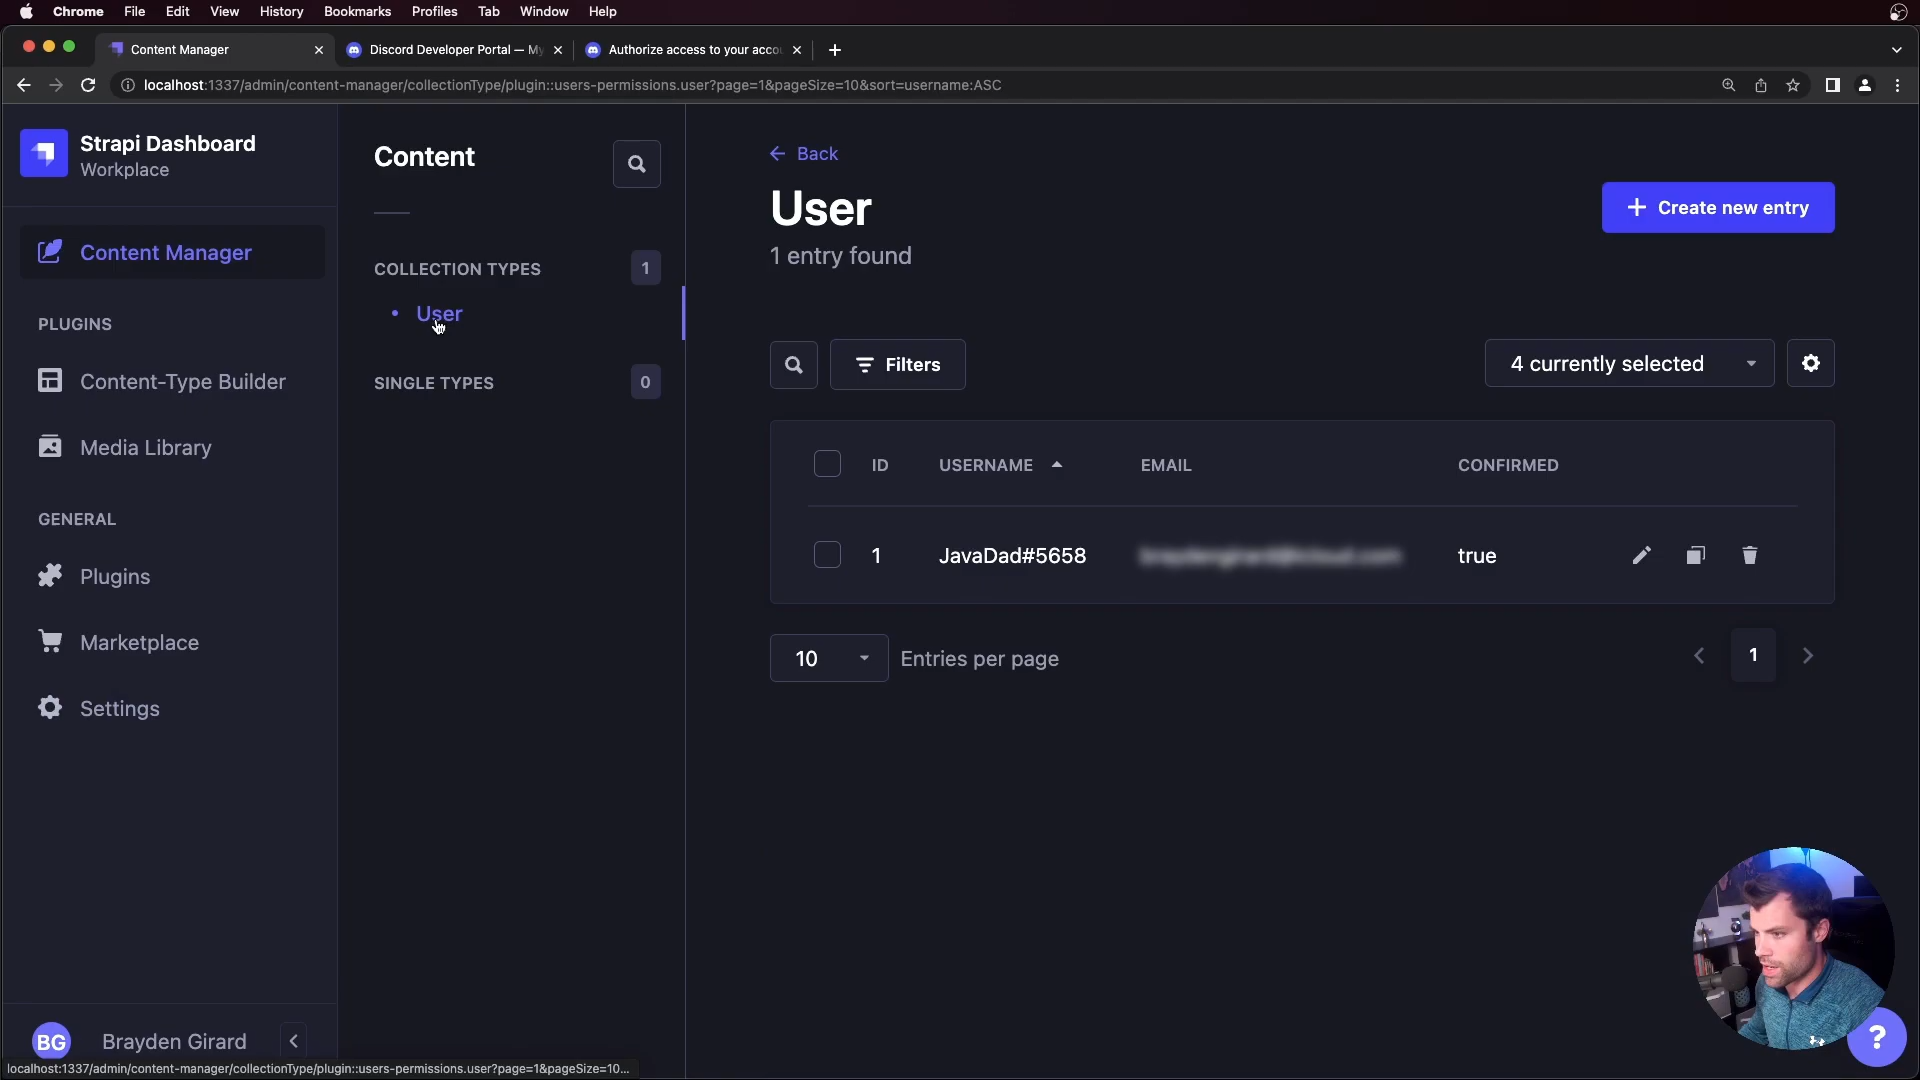 Chrome File Edit View History Bookmarks Profiles Tab Window Help
Content Manager
Discord Developer Portal — My
Authorize access to your accou
localhost:1337/admin/content-manager/collectionType/plugin::users-permissions.user?page=1&pageSize=10&sort=username:ASC
Strapi Dashboard
Workplace
Content Manager
PLUGINS
Content-Type Builder
Media Library
GENERAL
Plugins
Marketplace
Settings
BG Brayden Girard
localhost:1337/admin/content-manager/collectionType/plugin::users-permissions.user?page=1&pageSize=10...
Content
COLLECTION TYPES 1
User
SINGLE TYPES 0
Back
User
1 entry found
Create new entry
Filters
4 currently selected
ID USERNAME EMAIL CONFIRMED
1 JavaDad#5658 true
10 Entries per page
1
?